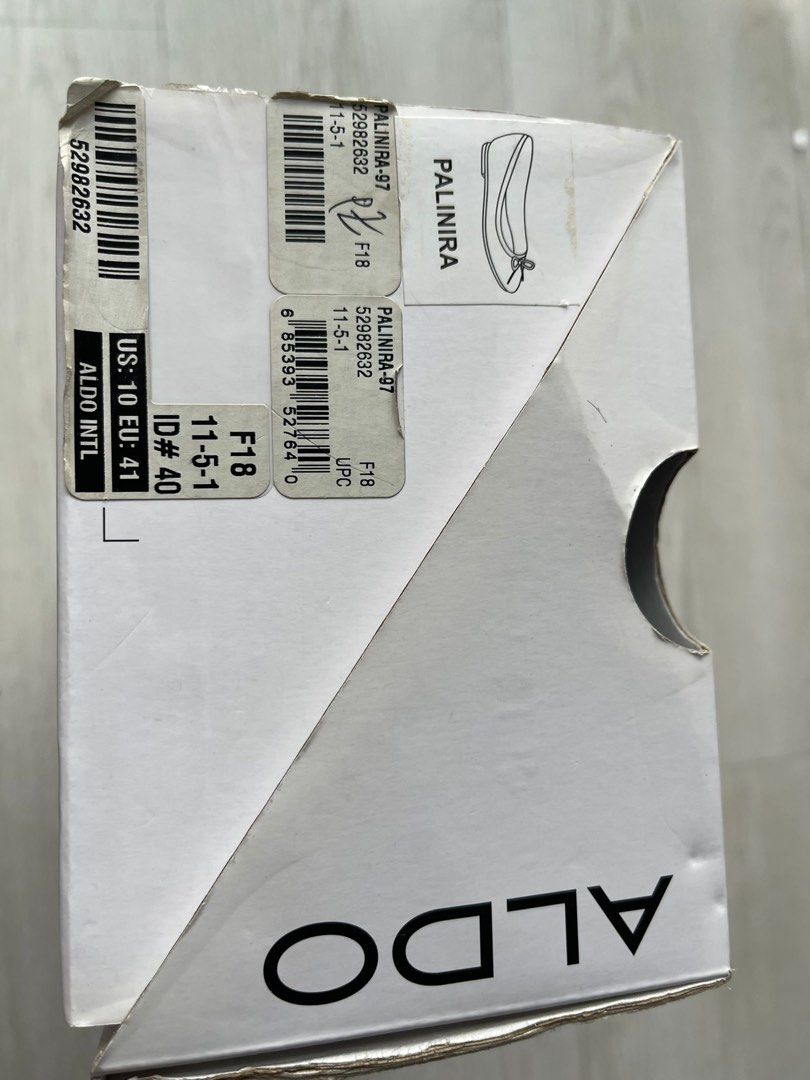 PALINIRA
PALINIRA-97
52982632
11-5-1
F18
PALINIRA-97
52982632
11-5-1
F18
UPC
6 85393 52764 0
52982632
F18
11-5-1
ID# 40
US: 10 EU: 41
ALDO INTL
ALDO